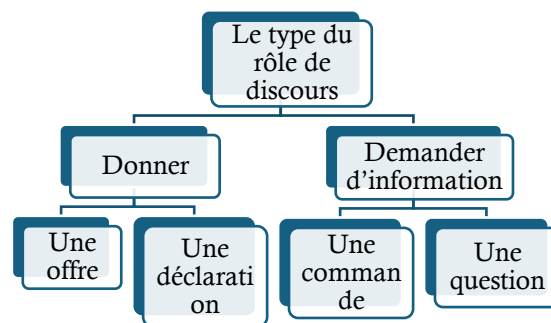 Le type du
rôle de
discours
Donner
Demander
d'information
Une
offre
Une
déclarati
on
Une
comman
de
Une
question